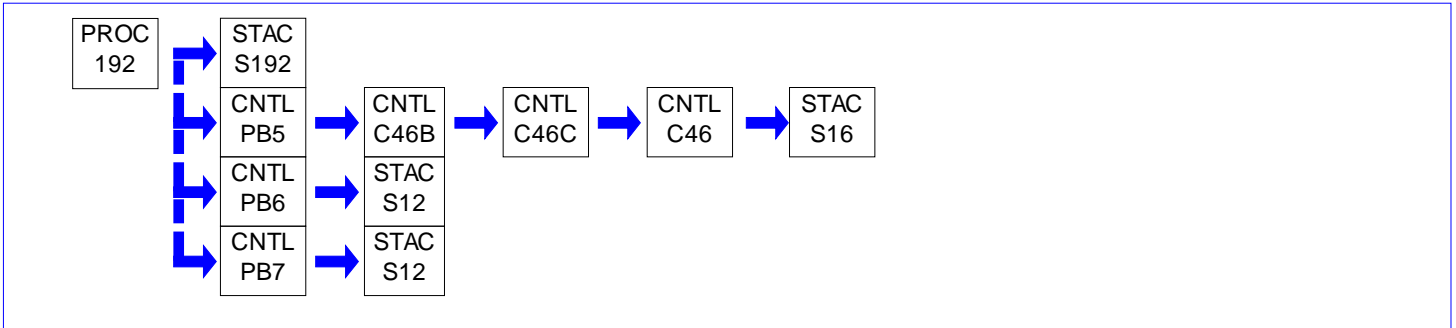 PROC
192
STAC
S192
CNTL
PB5
CNTL
C46B
CNTL
C46C
CNTL
C46
STAC
S16
CNTL
PB6
STAC
S12
CNTL
PB7
STAC
S12